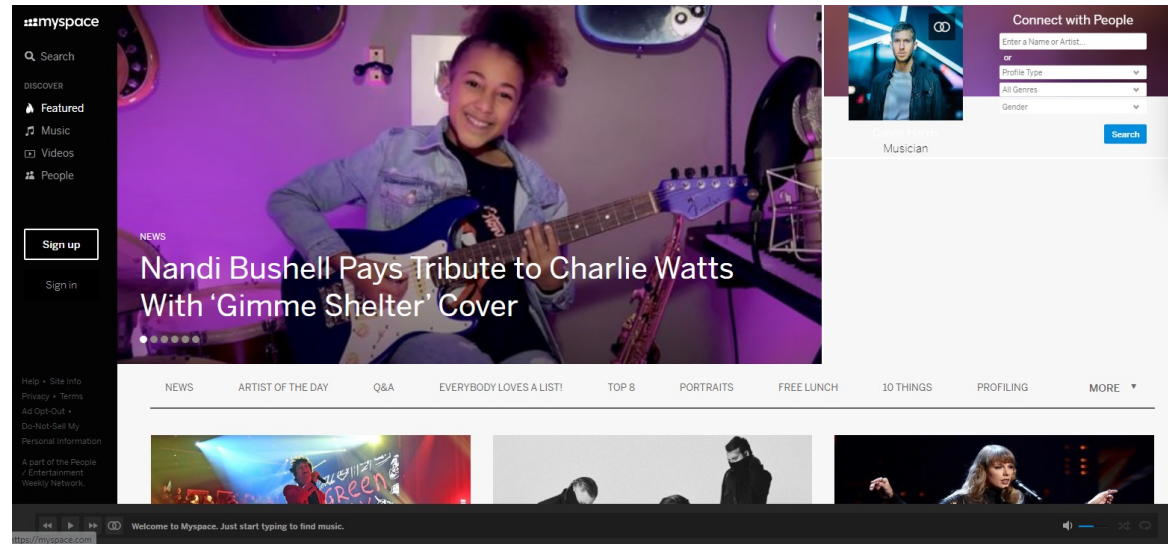 myspace
Search
DISCOVER
Featured
Music
Videos
People
Sign up
Sign in
Help • Site Info
Privacy • Terms
Ad Opt-Out •
Do-Not-Sell My
Personal Information
A part of the People
/ Entertainment
Weekly Network.
NEWS
Nandi Bushell Pays Tribute to Charlie Watts
With ‘Gimme Shelter’ Cover
Fender
Musician
Connect with People
Enter a Name or Artist...
or
Profile Type
All Genres
Gender
Search
NEWS
ARTIST OF THE DAY
Q&A
EVERYBODY LOVES A LIST!
TOP 8
PORTRAITS
FREE LUNCH
10 THINGS
PROFILING
MORE
GReen
Welcome to Myspace. Just start typing to find music.
https://myspace.com